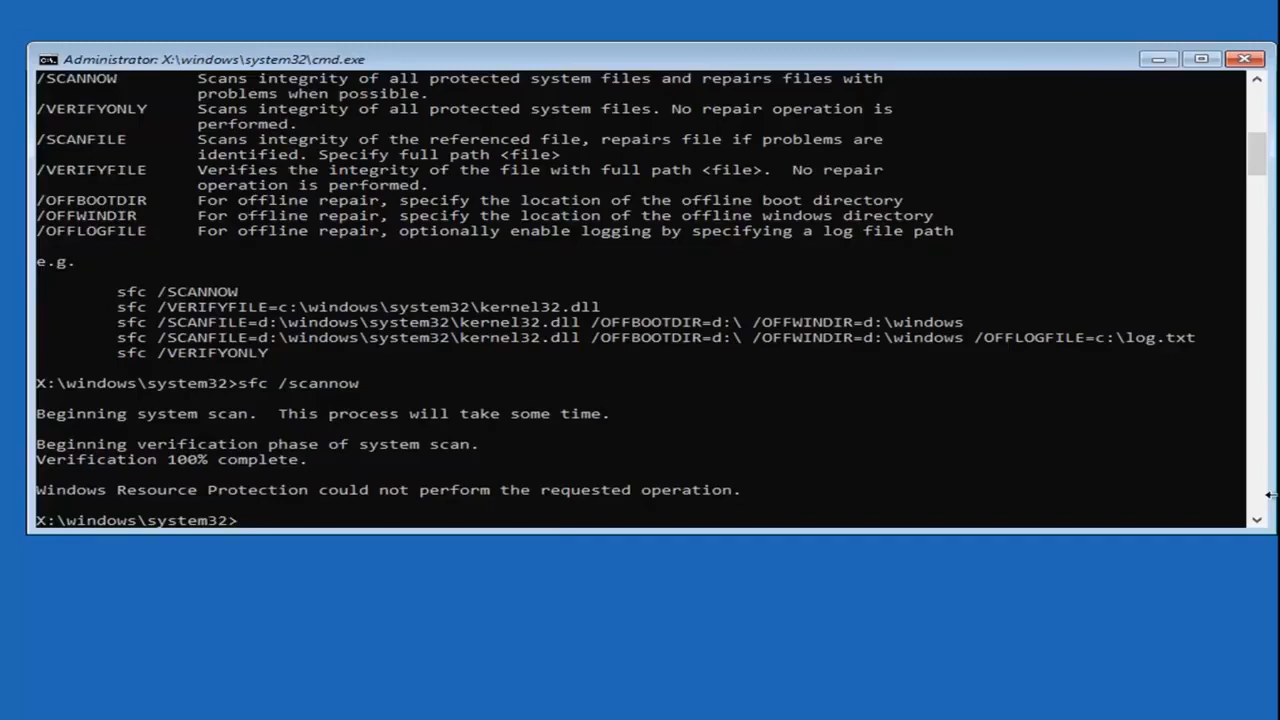 Administrator: X:\windows\system32\cmd.exe
/SCANNOW        Scans integrity of all protected system files and repairs files with
                problems when possible.
/VERIFYONLY     Scans integrity of all protected system files. No repair operation is
                performed.
/SCANFILE       Scans integrity of the referenced file, repairs file if problems are
                identified. Specify full path <file>
/VERIFYFILE     Verifies the integrity of the file with full path <file>.  No repair
                operation is performed.
/OFFBOOTDIR     For offline repair, specify the location of the offline boot directory
/OFFWINDIR      For offline repair, specify the location of the offline windows directory
/OFFLOGFILE     For offline repair, optionally enable logging by specifying a log file path
e.g.
        sfc /SCANNOW
        sfc /VERIFYFILE=c:\windows\system32\kernel32.dll
        sfc /SCANFILE=d:\windows\system32\kernel32.dll /OFFBOOTDIR=d:\ /OFFWINDIR=d:\windows
        sfc /SCANFILE=d:\windows\system32\kernel32.dll /OFFBOOTDIR=d:\ /OFFWINDIR=d:\windows /OFFLOGFILE=c:\log.txt
        sfc /VERIFYONLY
X:\windows\system32>sfc /scannow
Beginning system scan.  This process will take some time.
Beginning verification phase of system scan.
Verification 100% complete.
Windows Resource Protection could not perform the requested operation.
X:\windows\system32>